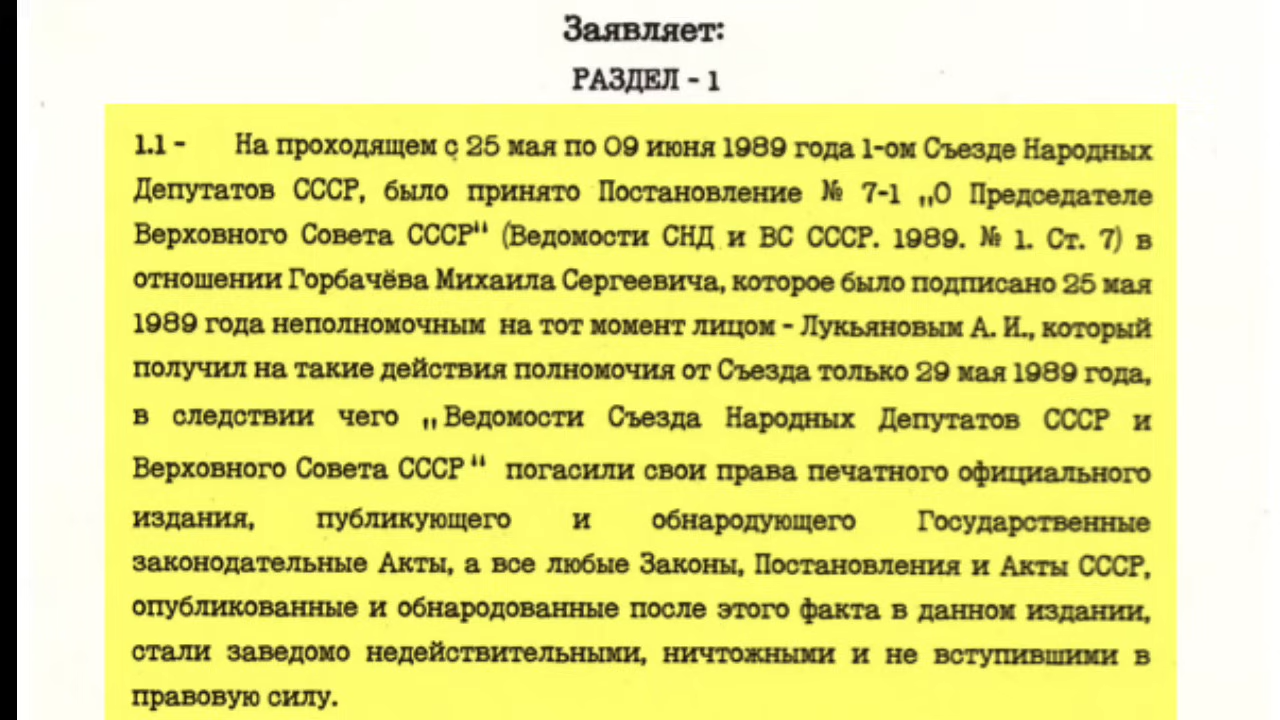 Заявляет:
РАЗДЕЛ - 1
1.1 - На проходящем с 25 мая по 09 июня 1989 года 1-ом Съезде Народных
Депутатов СССР, было принято Постановление № 7-1 „О Председателе
Верховного Совета СССР“ (Ведомости СНД и ВС СССР. 1989. № 1. Ст. 7) в
отношении Горбачёва Михаила Сергеевича, которое было подписано 25 мая
1989 года неполномочным на тот момент лицом - Лукьяновым А. И., который
получил на такие действия полномочия от Съезда только 29 мая 1989 года,
в следствии чего „Ведомости Съезда Народных Депутатов СССР и
Верховного Совета СССР“ погасили свои права печатного официального
издания, публикующего и обнародующего Государственные
законодательные Акты, а все любые Законы, Постановления и Акты СССР,
опубликованные и обнародованные после этого факта в данном издании,
стали заведомо недействительными, ничтожными и не вступившими в
правовую силу.